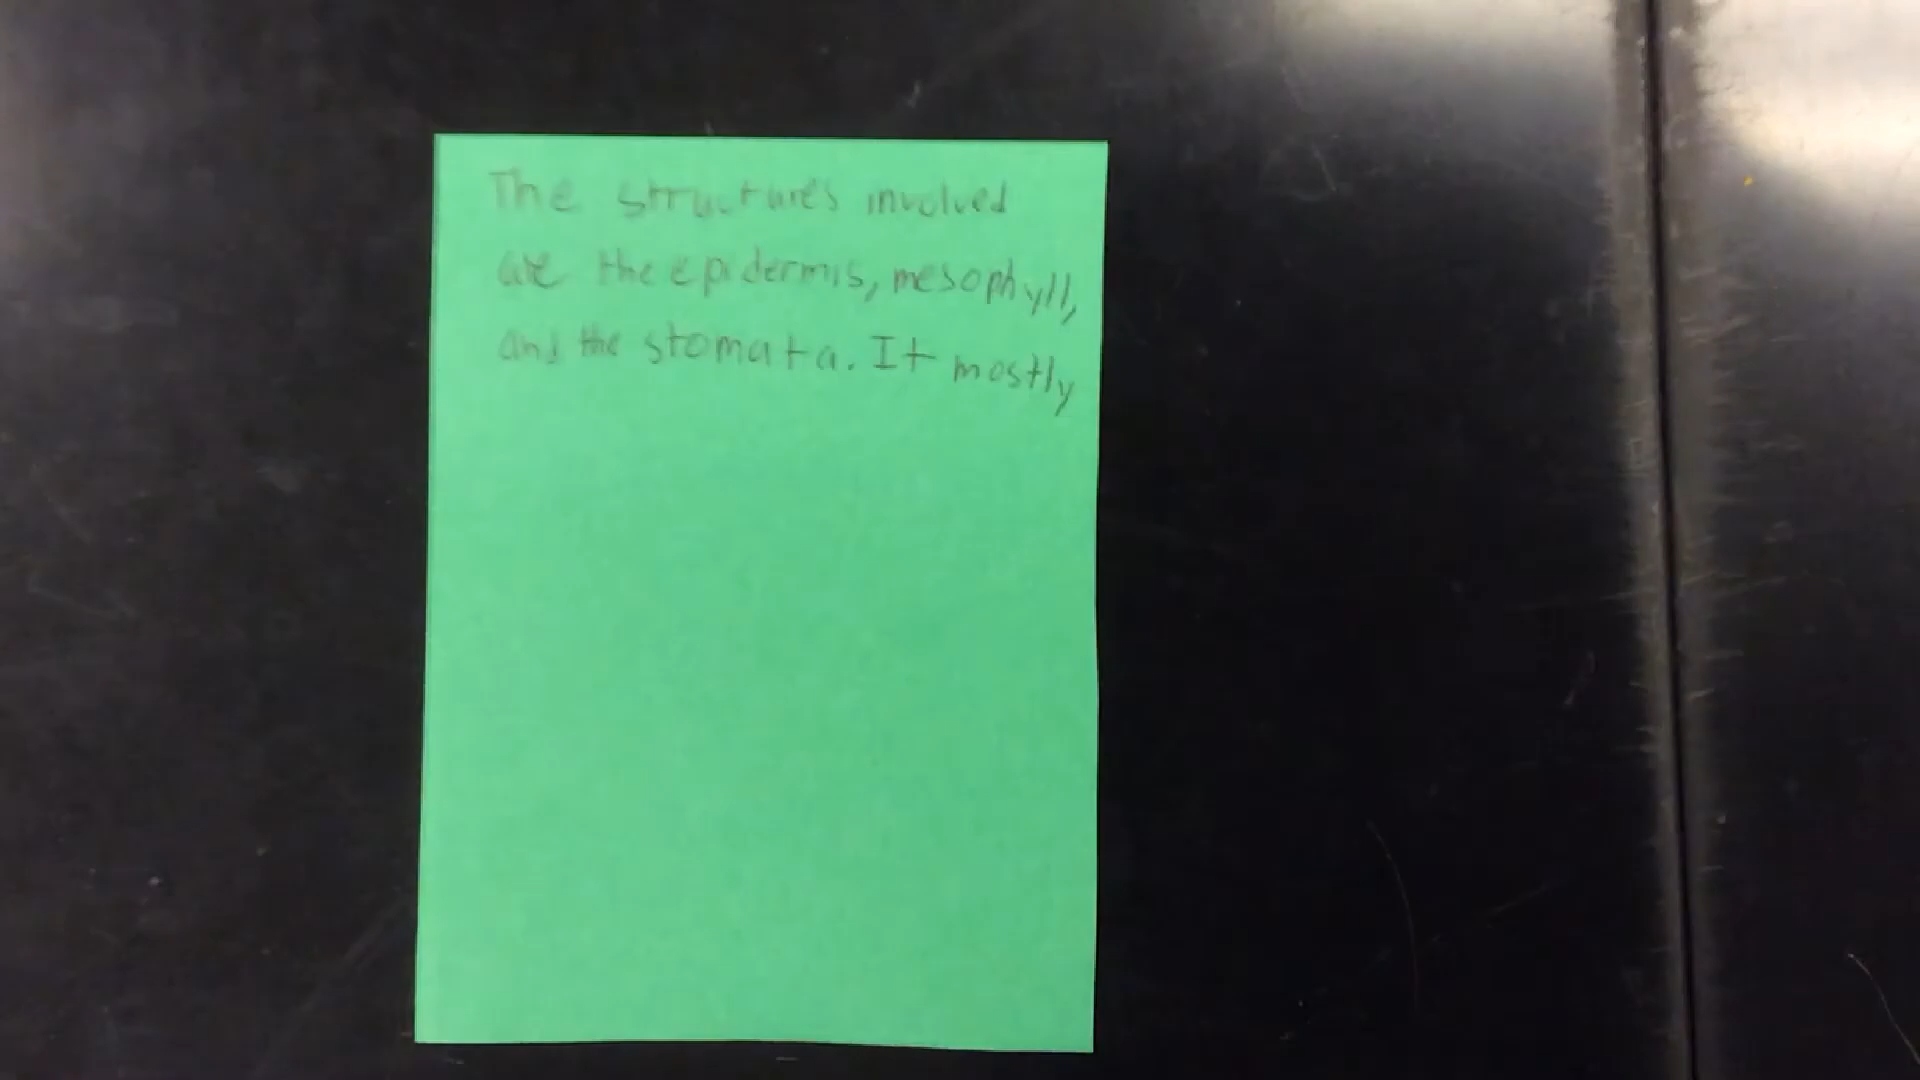 The structures involved
are the epidermis, mesophyll,
and the stomata. It mostly